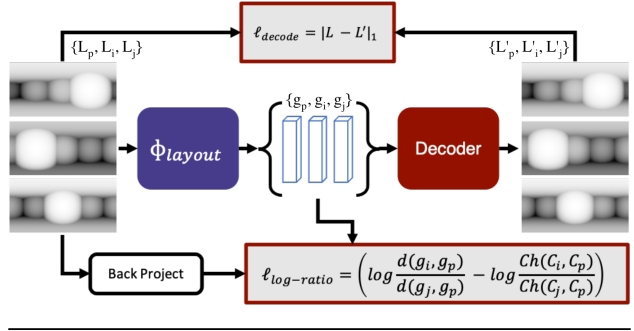 {L_p, L_i, L_j}
ℓ_decode = |L − L'|_1
{L'_p, L'_i, L'_j}
{g_p, g_i, g_j}
Φ_layout
Decoder
Back Project
ℓ_log−ratio = (log d(g_i, g_p) / d(g_j, g_p) − log Ch(C_i, C_p) / Ch(C_j, C_p))